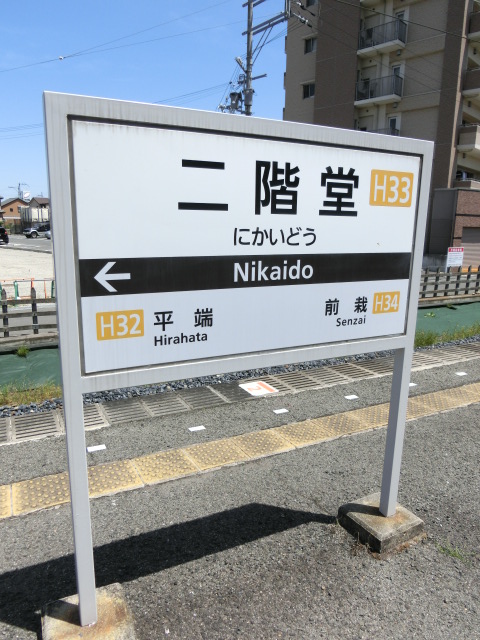 二階堂 H33
にかいどう
← Nikaido
H32 平端 前栽 H34
Hirahata Senzai